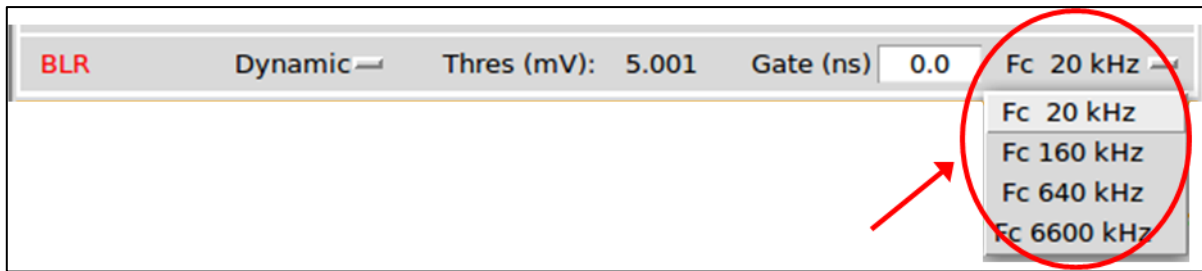 BLR Dynamic Thres (mV): 5.001 Gate (ns) 0.0 Fc 20 kHz
Fc 20 kHz
Fc 160 kHz
Fc 640 kHz
Fc 6600 kHz